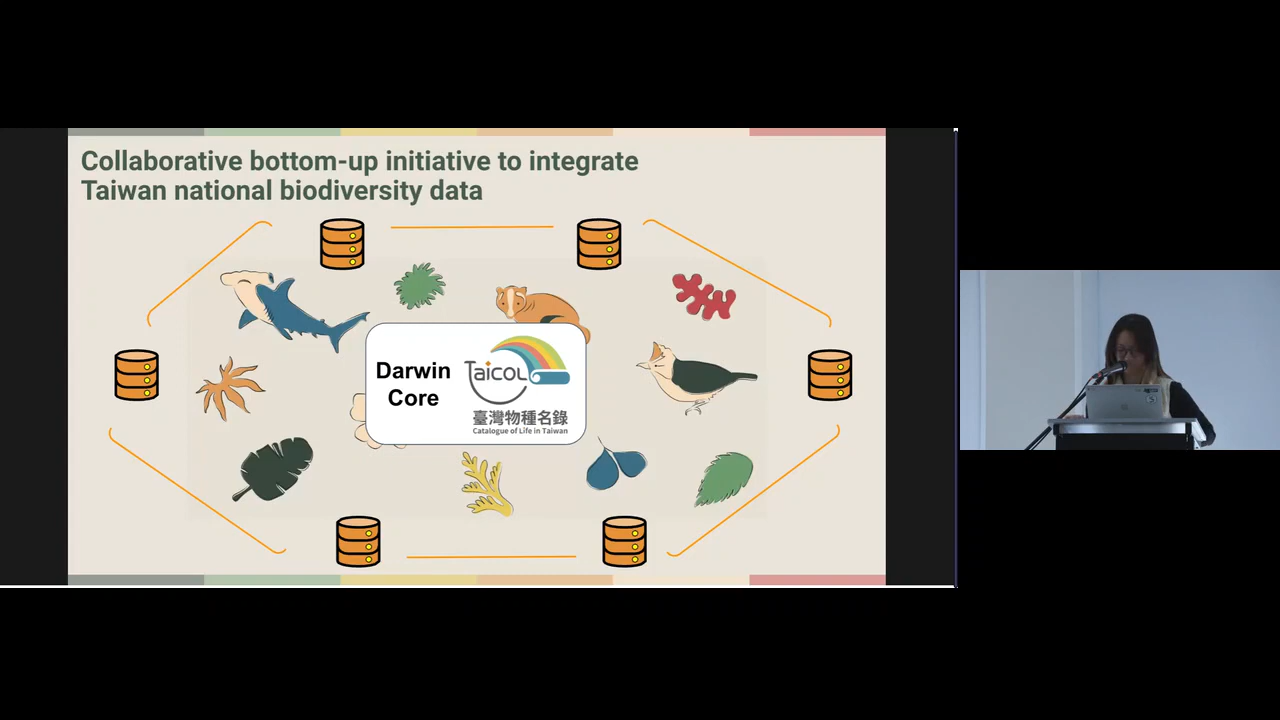 Collaborative bottom-up initiative to integrate
Taiwan national biodiversity data
Darwin
Core
TaiCOL
臺灣物種名錄
Catalogue of Life in Taiwan